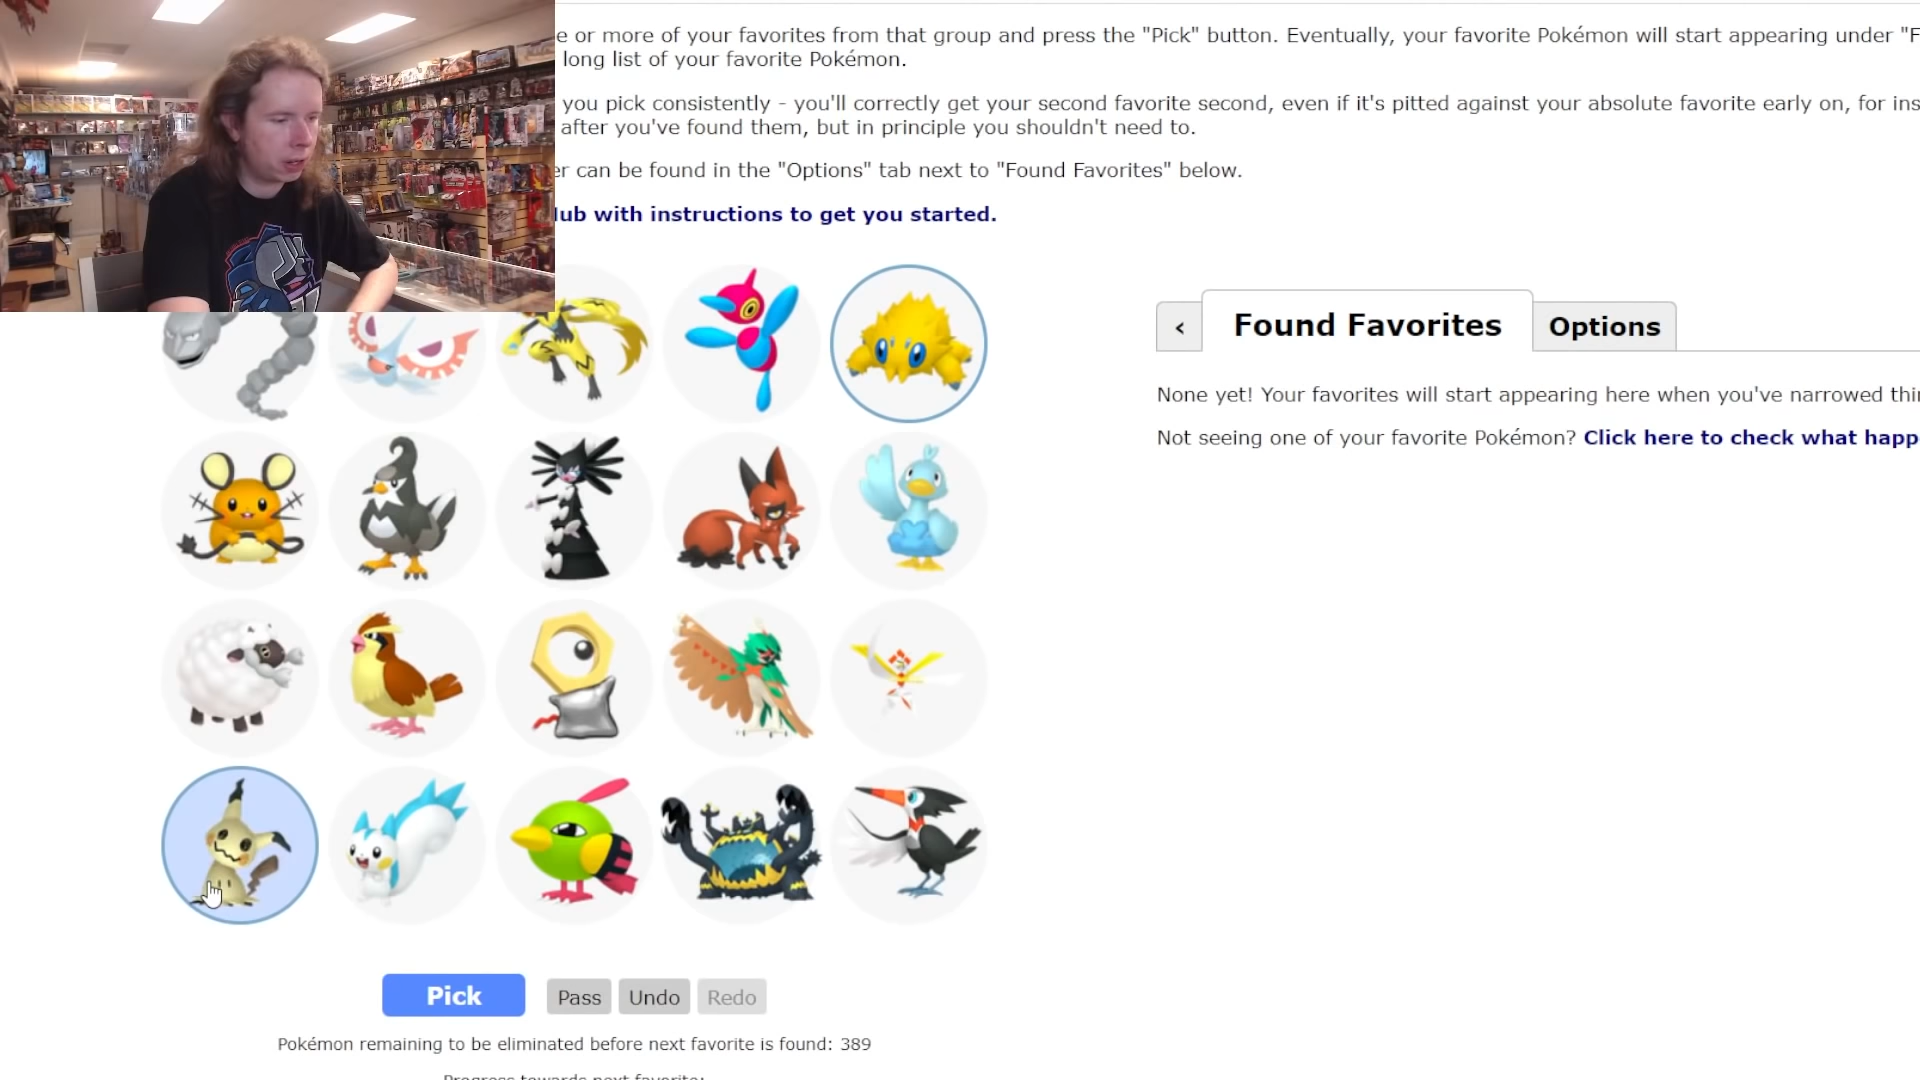 e or more of your favorites from that group and press the "Pick" button. Eventually, your favorite Pokémon will start appearing under "F
long list of your favorite Pokémon.
you pick consistently - you'll correctly get your second favorite second, even if it's pitted against your absolute favorite early on, for ins
after you've found them, but in principle you shouldn't need to.
er can be found in the "Options" tab next to "Found Favorites" below.
lub with instructions to get you started.
‹ Found Favorites Options
None yet! Your favorites will start appearing here when you've narrowed thin
Not seeing one of your favorite Pokémon? Click here to check what happ
Pick Pass Undo Redo
Pokémon remaining to be eliminated before next favorite is found: 389
Progress towards next favorite: